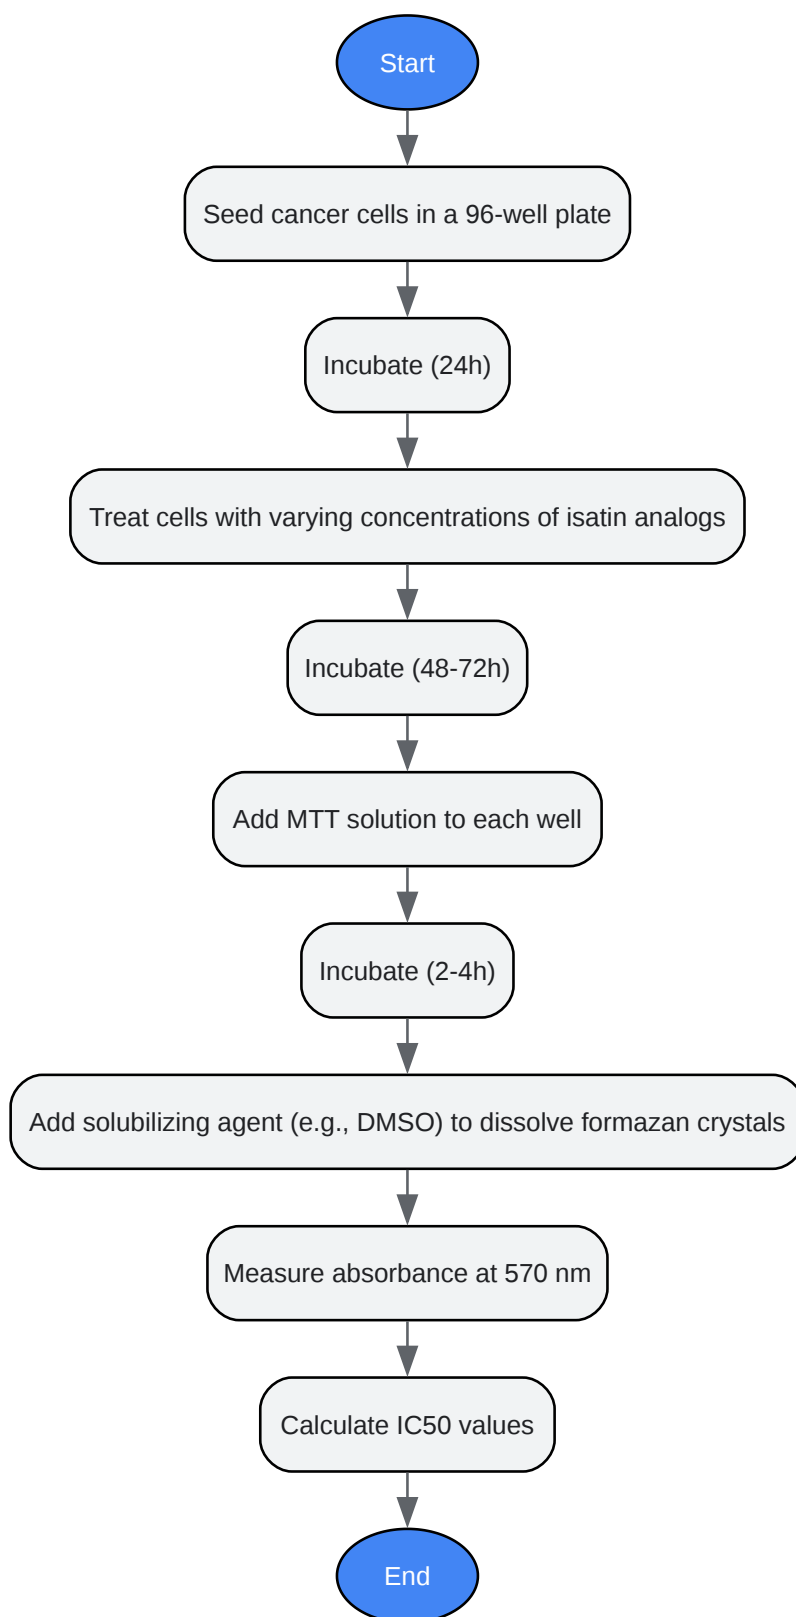 Start
Seed cancer cells in a 96-well plate
Incubate (24h)
Treat cells with varying concentrations of isatin analogs
Incubate (48-72h)
Add MTT solution to each well
Incubate (2-4h)
Add solubilizing agent (e.g., DMSO) to dissolve formazan crystals
Measure absorbance at 570 nm
Calculate IC50 values
End